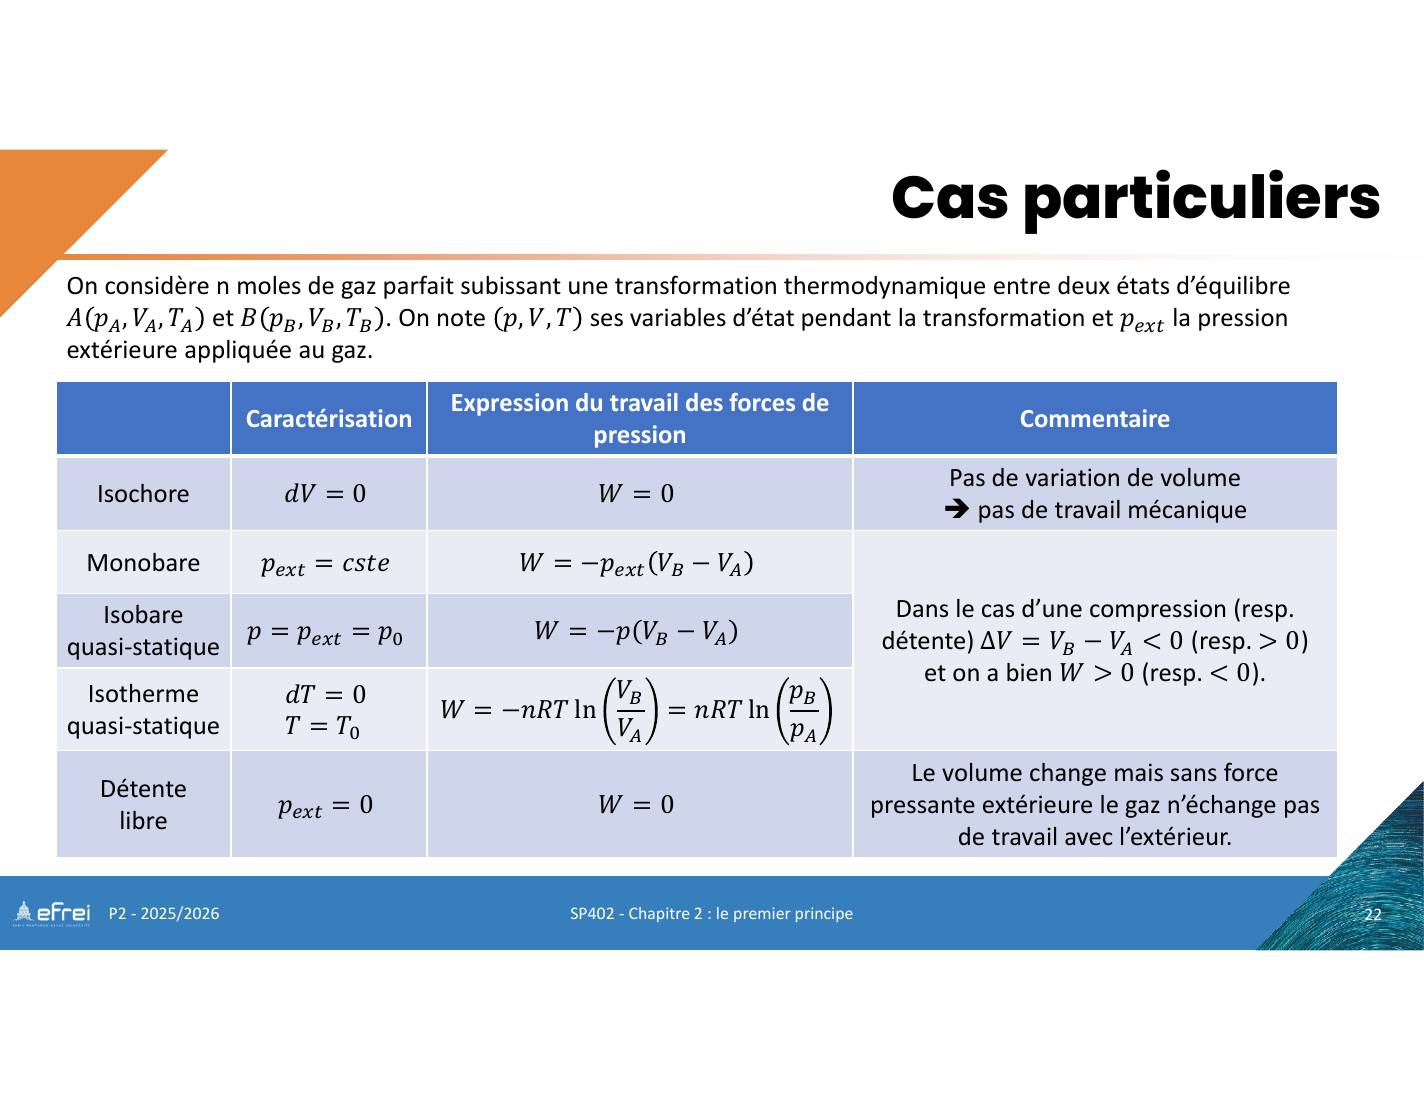 Cas particuliers
On considère n moles de gaz parfait subissant une transformation thermodynamique entre deux états d’équilibre
A(p_A, V_A, T_A) et B(p_B, V_B, T_B). On note (p, V, T) ses variables d’état pendant la transformation et p_ext la pression
extérieure appliquée au gaz.
Caractérisation
Expression du travail des forces de
pression
Commentaire
Isochore
dV = 0
W = 0
Pas de variation de volume
➔ pas de travail mécanique
Monobare
p_ext = cste
W = −p_ext(V_B − V_A)
Isobare
quasi-statique
p = p_ext = p_0
W = −p(V_B − V_A)
Isotherme
quasi-statique
dT = 0
T = T_0
W = −nRT ln(V_B/V_A) = nRT ln(p_B/p_A)
Dans le cas d’une compression (resp.
détente) ΔV = V_B − V_A < 0 (resp. > 0)
et on a bien W > 0 (resp. < 0).
Détente
libre
p_ext = 0
W = 0
Le volume change mais sans force
pressante extérieure le gaz n’échange pas
de travail avec l’extérieur.
efrei
P2 - 2025/2026
SP402 - Chapitre 2 : le premier principe
22